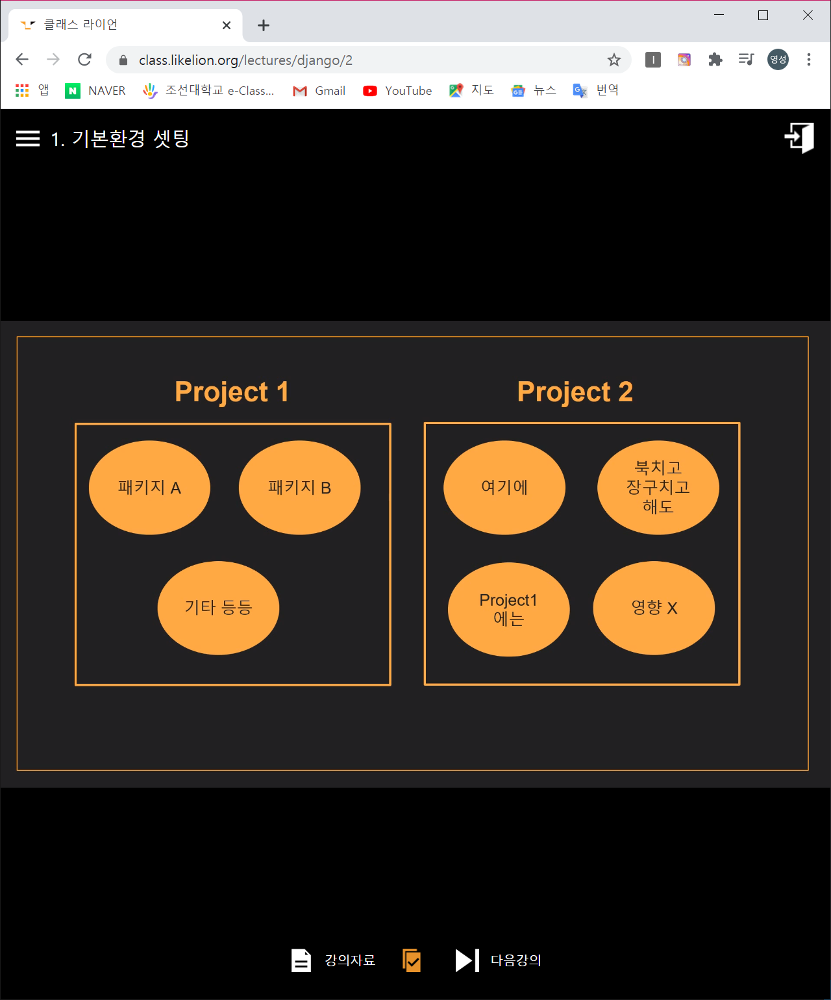 클래스 라이언
class.likelion.org/lectures/django/2
영성
앱
NAVER
조선대학교 e-Class...
Gmail
YouTube
지도
뉴스
번역
1. 기본환경 셋팅
Project 1
패키지 A
패키지 B
기타 등등
Project 2
여기에
북치고
장구치고
해도
Project1
에는
영향 X
강의자료
다음강의